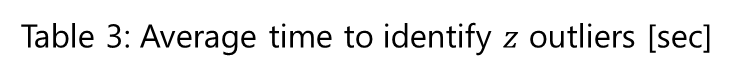 Table 3: Average time to identify z outliers [sec]